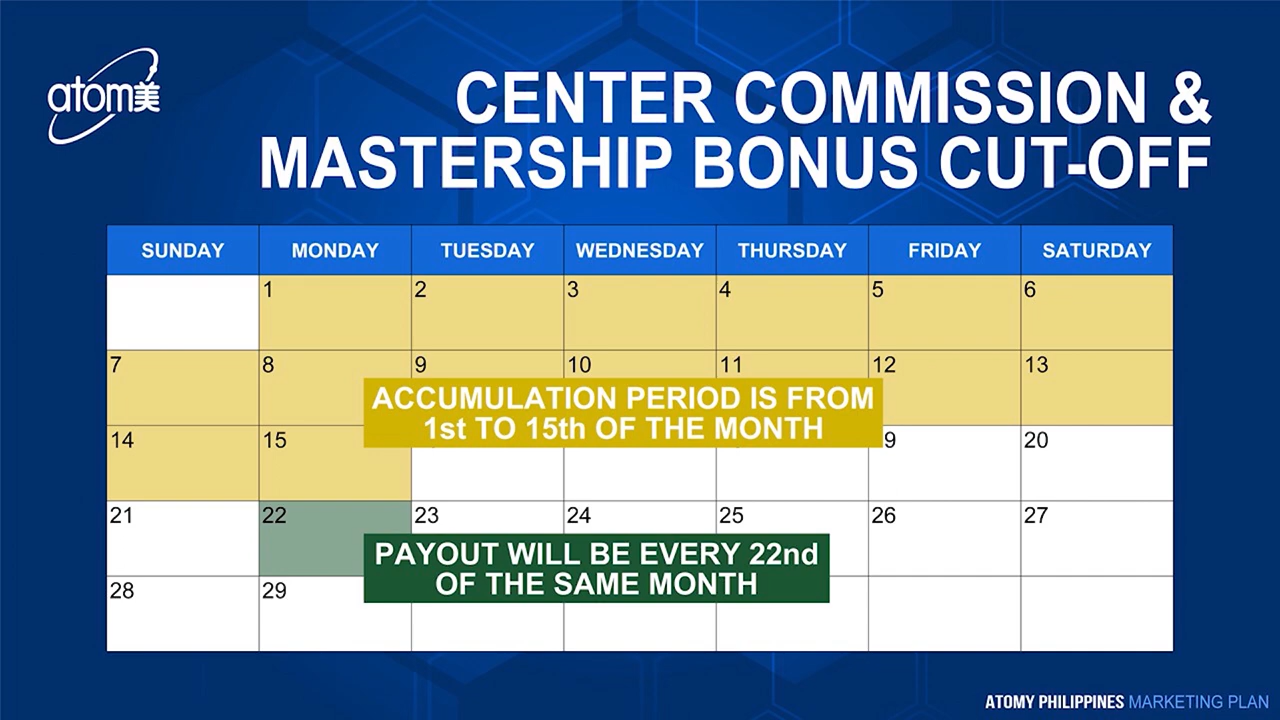 atom美
CENTER COMMISSION &
MASTERSHIP BONUS CUT-OFF
SUNDAY MONDAY TUESDAY WEDNESDAY THURSDAY FRIDAY SATURDAY
1 2 3 4 5 6
7 8 9 10 11 12 13
ACCUMULATION PERIOD IS FROM
1st TO 15th OF THE MONTH
14 15 9 20
21 22 23 24 25 26 27
PAYOUT WILL BE EVERY 22nd
OF THE SAME MONTH
28 29
ATOMY PHILIPPINES MARKETING PLAN